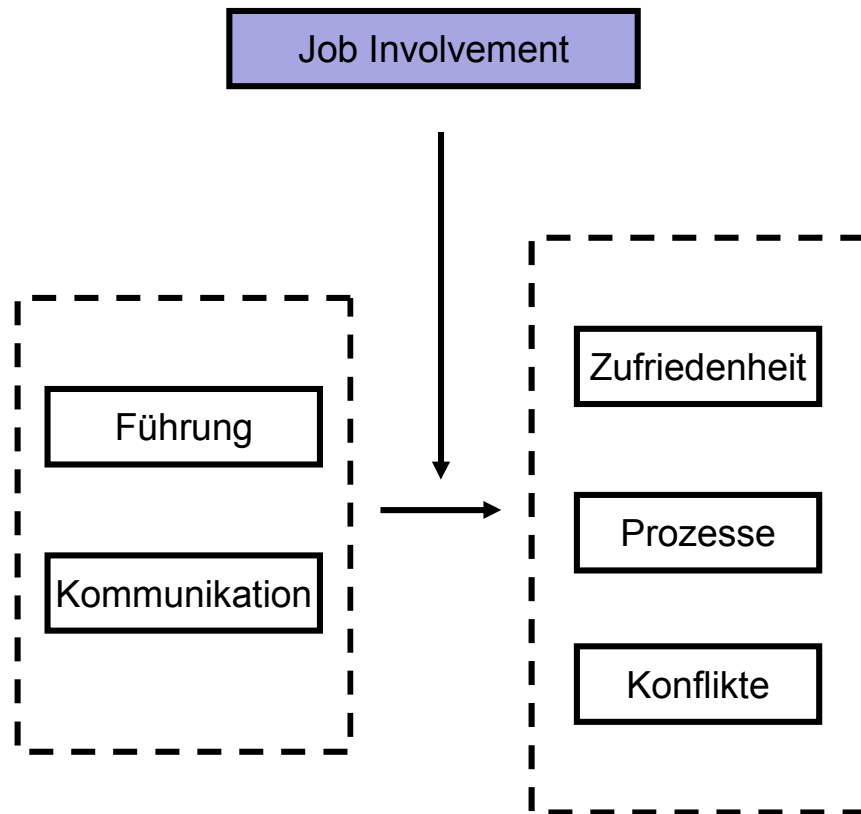 Job Involvement
Führung
Kommunikation
Zufriedenheit
Prozesse
Konflikte